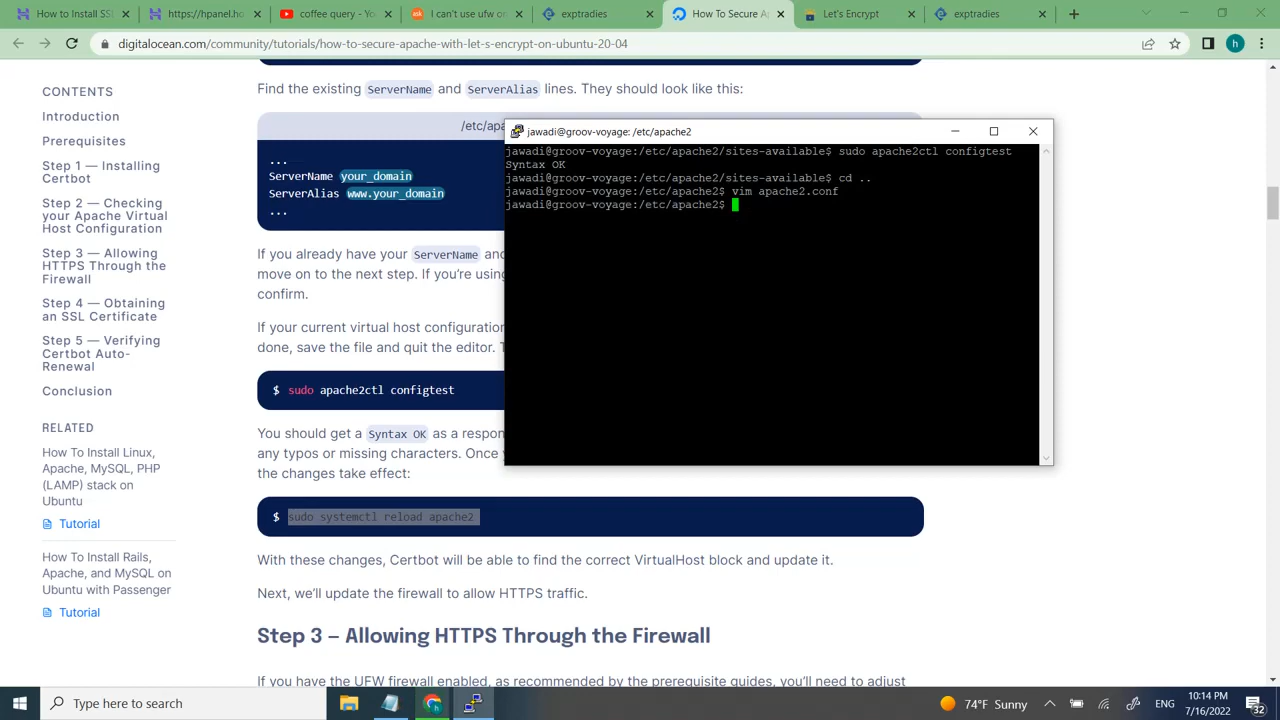 How to Install SSL
https://hpanel.ho
coffee quran - Yo
I can't use ufw on
exptradies
How To Secure Ap
Let's Encrypt
exptradies
digitalocean.com/community/tutorials/how-to-secure-apache-with-let-s-encrypt-on-ubuntu-20-04
h
CONTENTS
Introduction
Prerequisites
Step 1 — Installing
Certbot
Step 2 — Checking
your Apache Virtual
Host Configuration
Step 3 — Allowing
HTTPS Through the
Firewall
Step 4 — Obtaining
an SSL Certificate
Step 5 — Verifying
Certbot Auto-
Renewal
Conclusion
RELATED
How To Install Linux,
Apache, MySQL, PHP
(LAMP) stack on
Ubuntu
Tutorial
How To Install Rails,
Apache, and MySQL on
Ubuntu with Passenger
Tutorial
Find the existing ServerName and ServerAlias lines. They should look like this:
/etc/apa
...
ServerName your_domain
ServerAlias www.your_domain
...
If you already have your ServerName and
move on to the next step. If you're using
confirm.
If your current virtual host configuration
done, save the file and quit the editor. T
$ sudo apache2ctl configtest
You should get a Syntax OK as a respon
any typos or missing characters. Once y
the changes take effect:
$ sudo systemctl reload apache2
With these changes, Certbot will be able to find the correct VirtualHost block and update it.
Next, we'll update the firewall to allow HTTPS traffic.
Step 3 – Allowing HTTPS Through the Firewall
If you have the UFW firewall enabled, as recommended by the prerequisite guides, you'll need to adjust
jawadi@groov-voyage: /etc/apache2
jawadi@groov-voyage:/etc/apache2/sites-available$ sudo apache2ctl configtest
Syntax OK
jawadi@groov-voyage:/etc/apache2/sites-available$ cd ..
jawadi@groov-voyage:/etc/apache2$ vim apache2.conf
jawadi@groov-voyage:/etc/apache2$
Type here to search
74°F Sunny
ENG
10:14 PM
7/16/2022
32